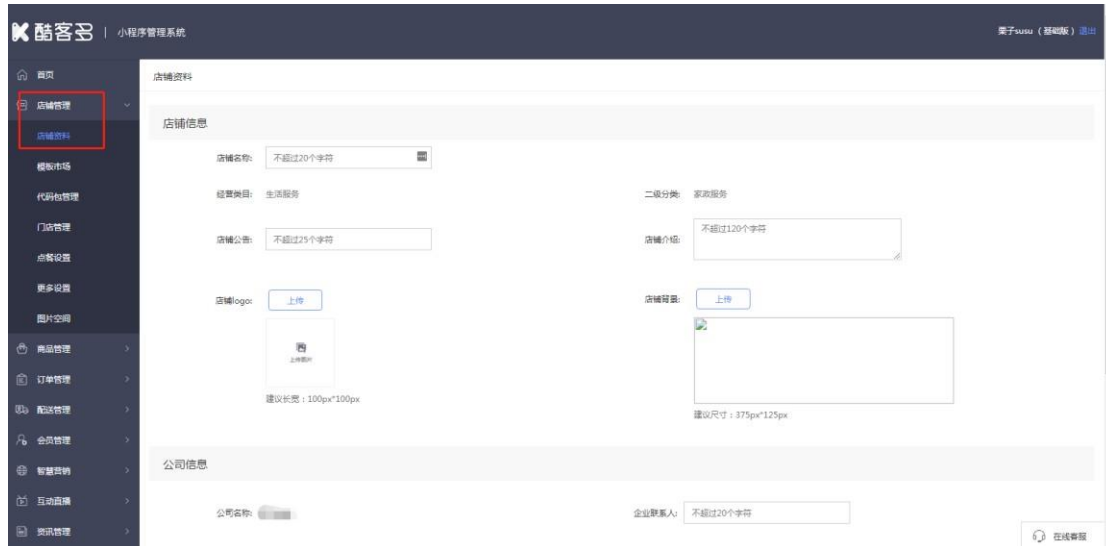 酷客多 | 小程序管理系统
栗子susu（基础版）退出
首页
店铺管理
店铺资料
模板市场
代码包管理
门店管理
点餐设置
更多设置
图片空间
商品管理
订单管理
配送管理
会员管理
智慧营销
互动直播
资讯管理
店铺资料
店铺信息
店铺名称: 不超过20个字符
经营类目: 生活服务 二级分类: 家政服务
店铺公告: 不超过25个字符 店铺介绍: 不超过120个字符
店铺logo: 上传 店铺背景: 上传
上传图片
建议长宽：100px*100px
建议尺寸：375px*125px
公司信息
公司名称: 企业联系人: 不超过20个字符
在线客服